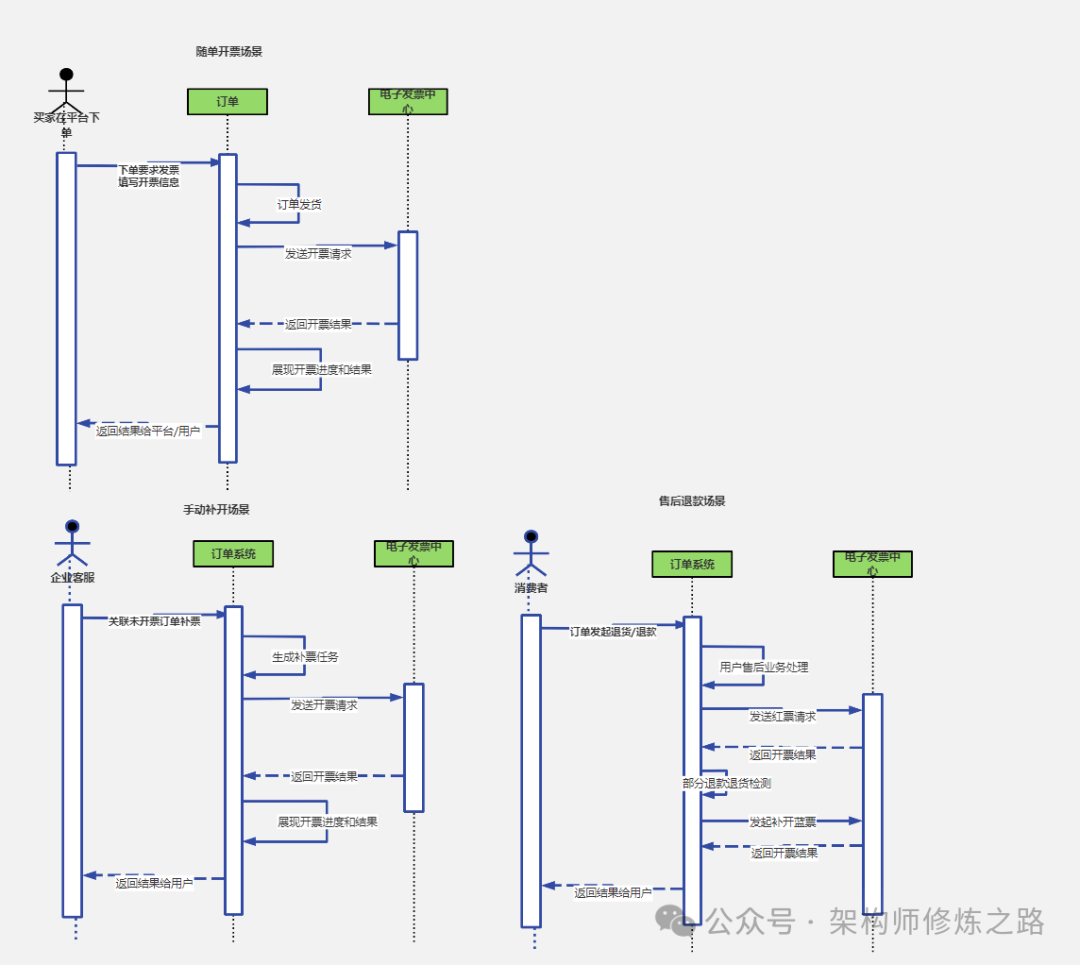 随单开票场景
订单
电子发票中
心
买家在平台下
单
下单要求发票
填写开票信息
订单发货
发送开票请求
返回开票结果
展现开票进度和结果
返回结果给平台/用户
手动补开场景
订单系统
电子发票中
心
企业客服
关联未开票订单补票
生成补票任务
发送开票请求
返回开票结果
展现开票进度和结果
返回结果给用户
售后退款场景
订单系统
电子发票中
心
消费者
订单发起退货/退款
用户售后业务处理
发送红票请求
返回开票结果
部分退款退货检测
发起补开蓝票
返回开票结果
返回结果给用户
公众号 · 架构师修炼之路